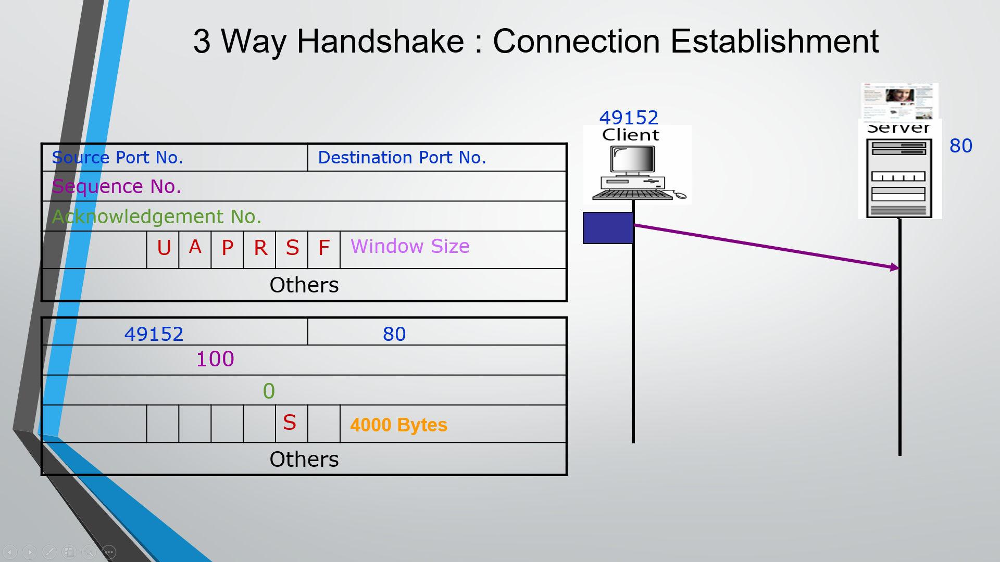 3 Way Handshake : Connection Establishment
49152
Client
Server
80
Source Port No. Destination Port No.
Sequence No.
Acknowledgement No.
U A P R S F Window Size
Others
49152 80
100
0
S 4000 Bytes
Others